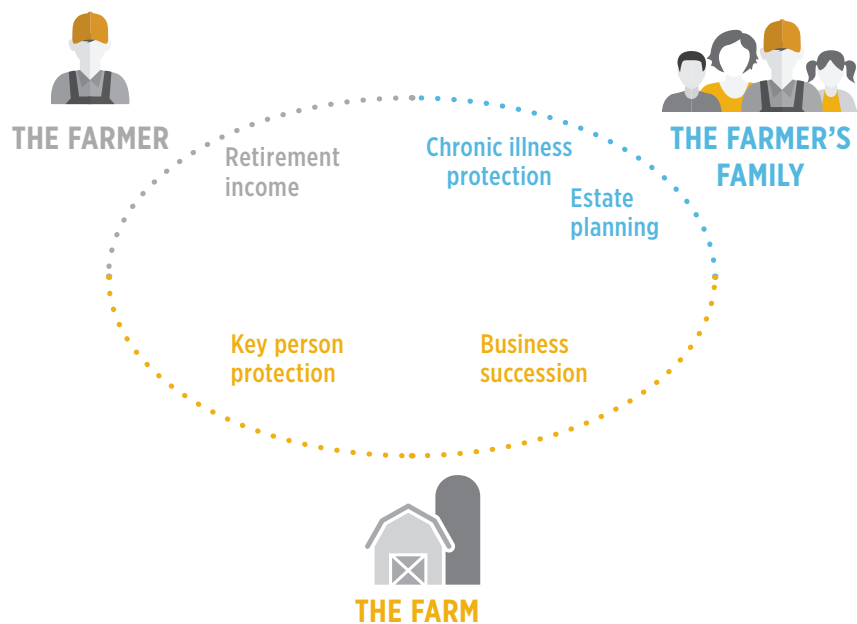 THE FARMER
THE FARMER'S
FAMILY
Retirement
income
Chronic illness
protection
Estate
planning
Key person
protection
Business
succession
THE FARM